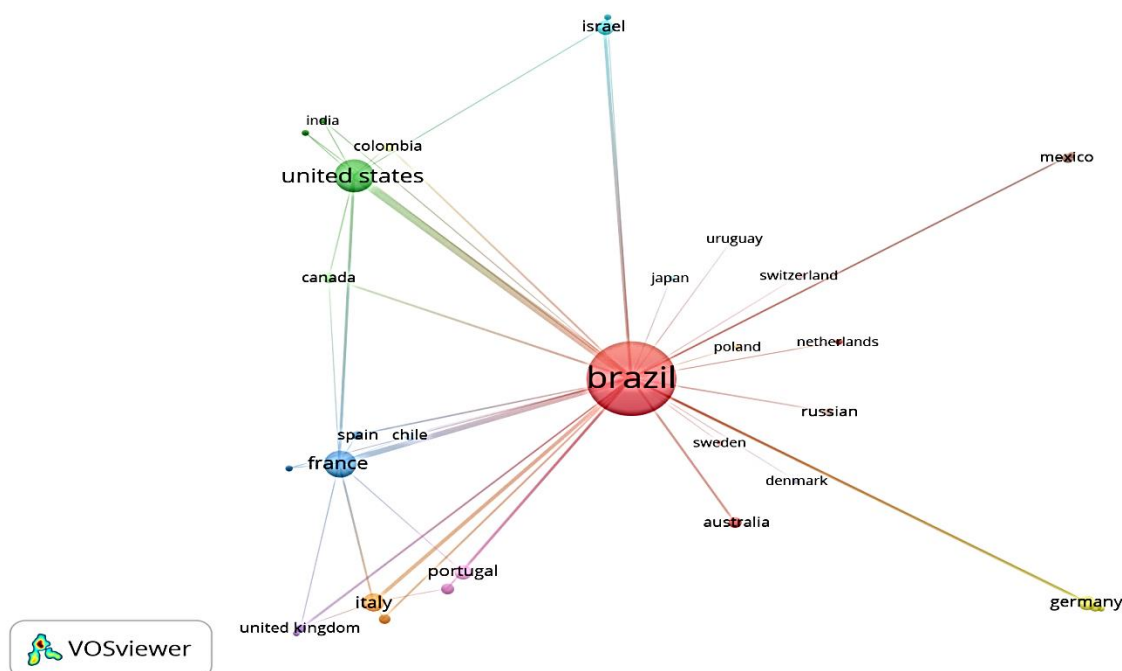 israel
india
colombia
united states
mexico
uruguay
canada
japan
switzerland
poland
netherlands
brazil
russian
spain
chile
sweden
france
denmark
australia
portugal
italy
germany
united kingdom
VOSviewer